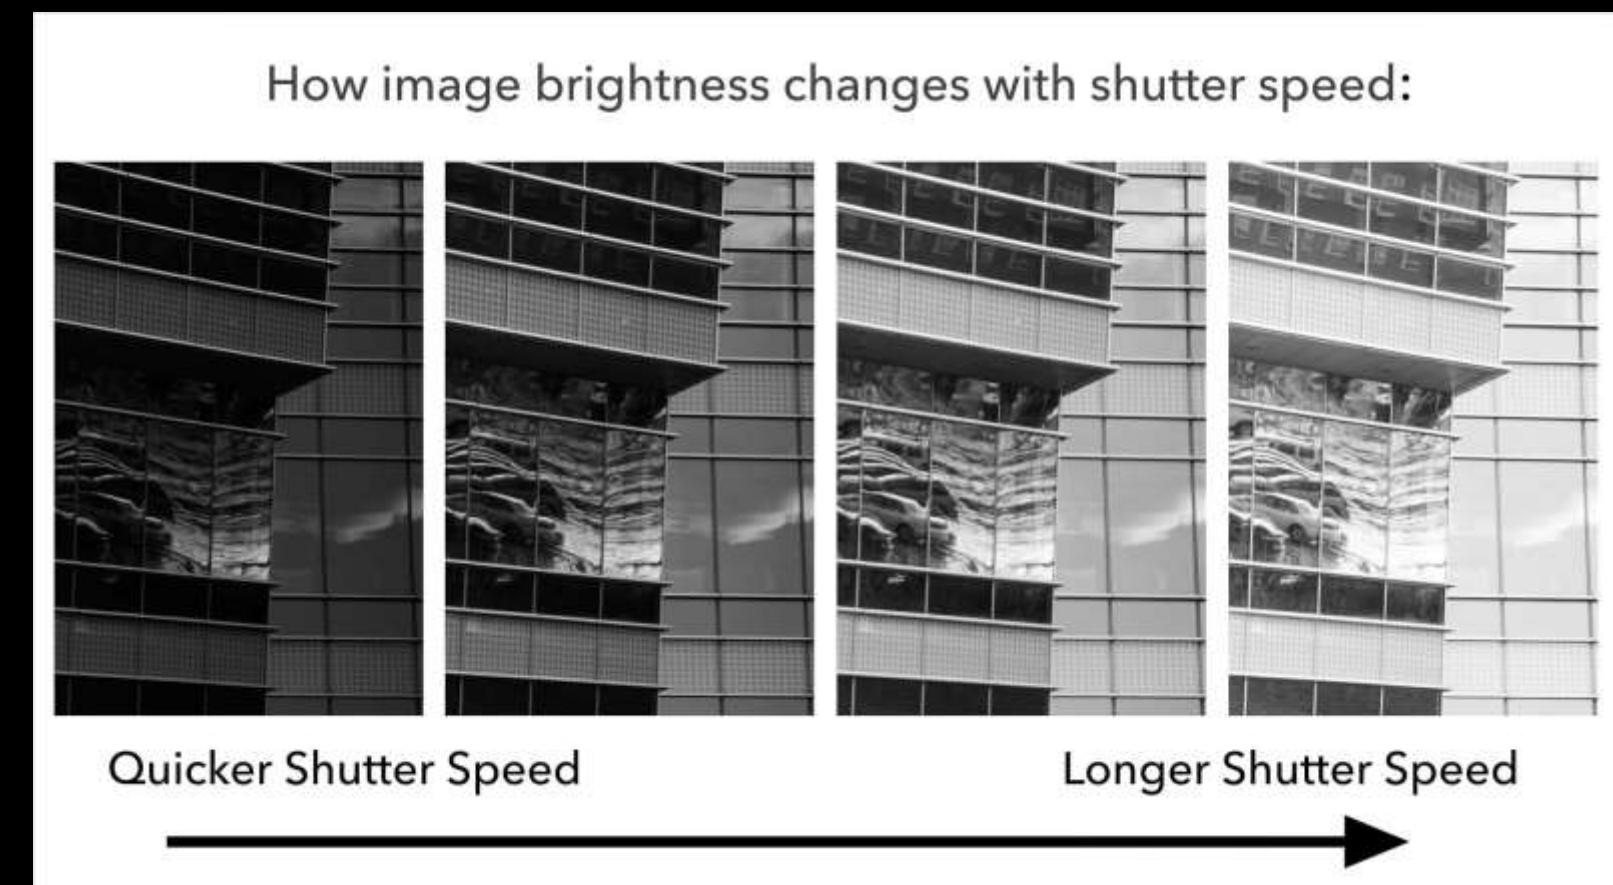 How image brightness changes with shutter speed:
Quicker Shutter Speed
Longer Shutter Speed